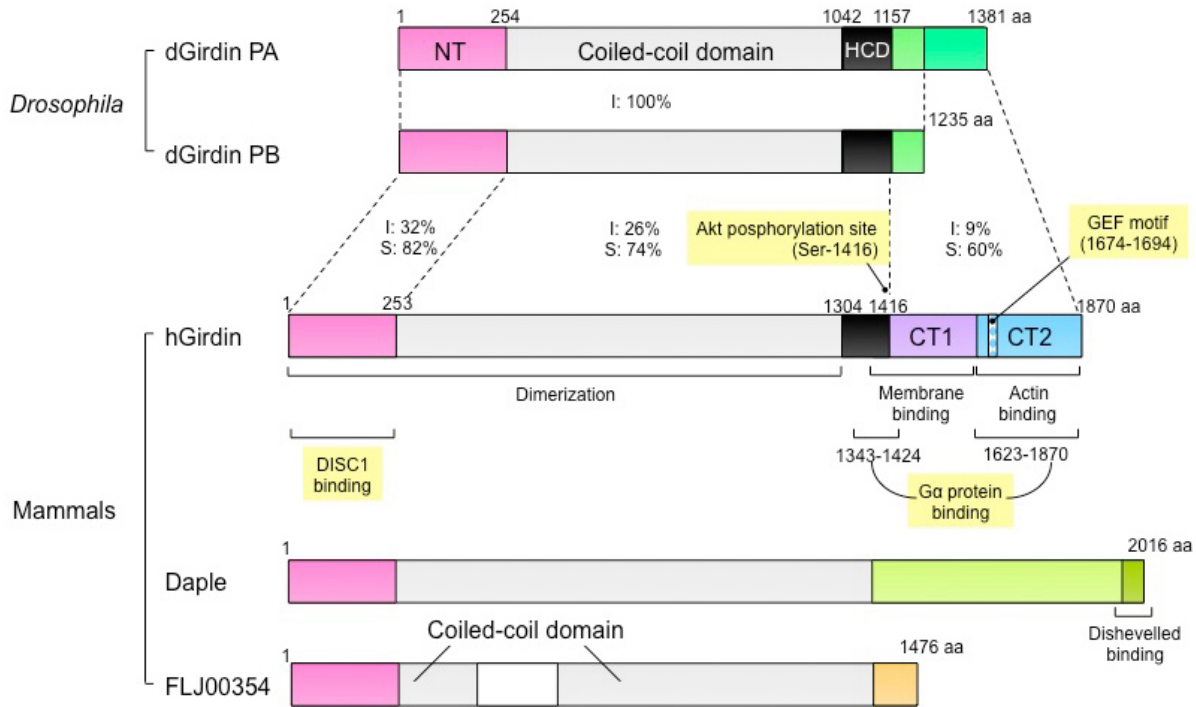 1 254 1042 1157 1381 aa
dGirdin PA NT Coiled-coil domain HCD
Drosophila
I: 100%
1235 aa
dGirdin PB
I: 32%
S: 82%
I: 26%
S: 74%
Akt posphorylation site
(Ser-1416)
I: 9%
S: 60%
GEF motif
(1674-1694)
1 253 1304 1416 1870 aa
hGirdin CT1 CT2
Dimerization
Membrane
binding
Actin
binding
DISC1
binding
1343-1424 1623-1870
Gα protein
binding
Mammals
1 2016 aa
Daple
Dishevelled
binding
Coiled-coil domain
1 1476 aa
FLJ00354